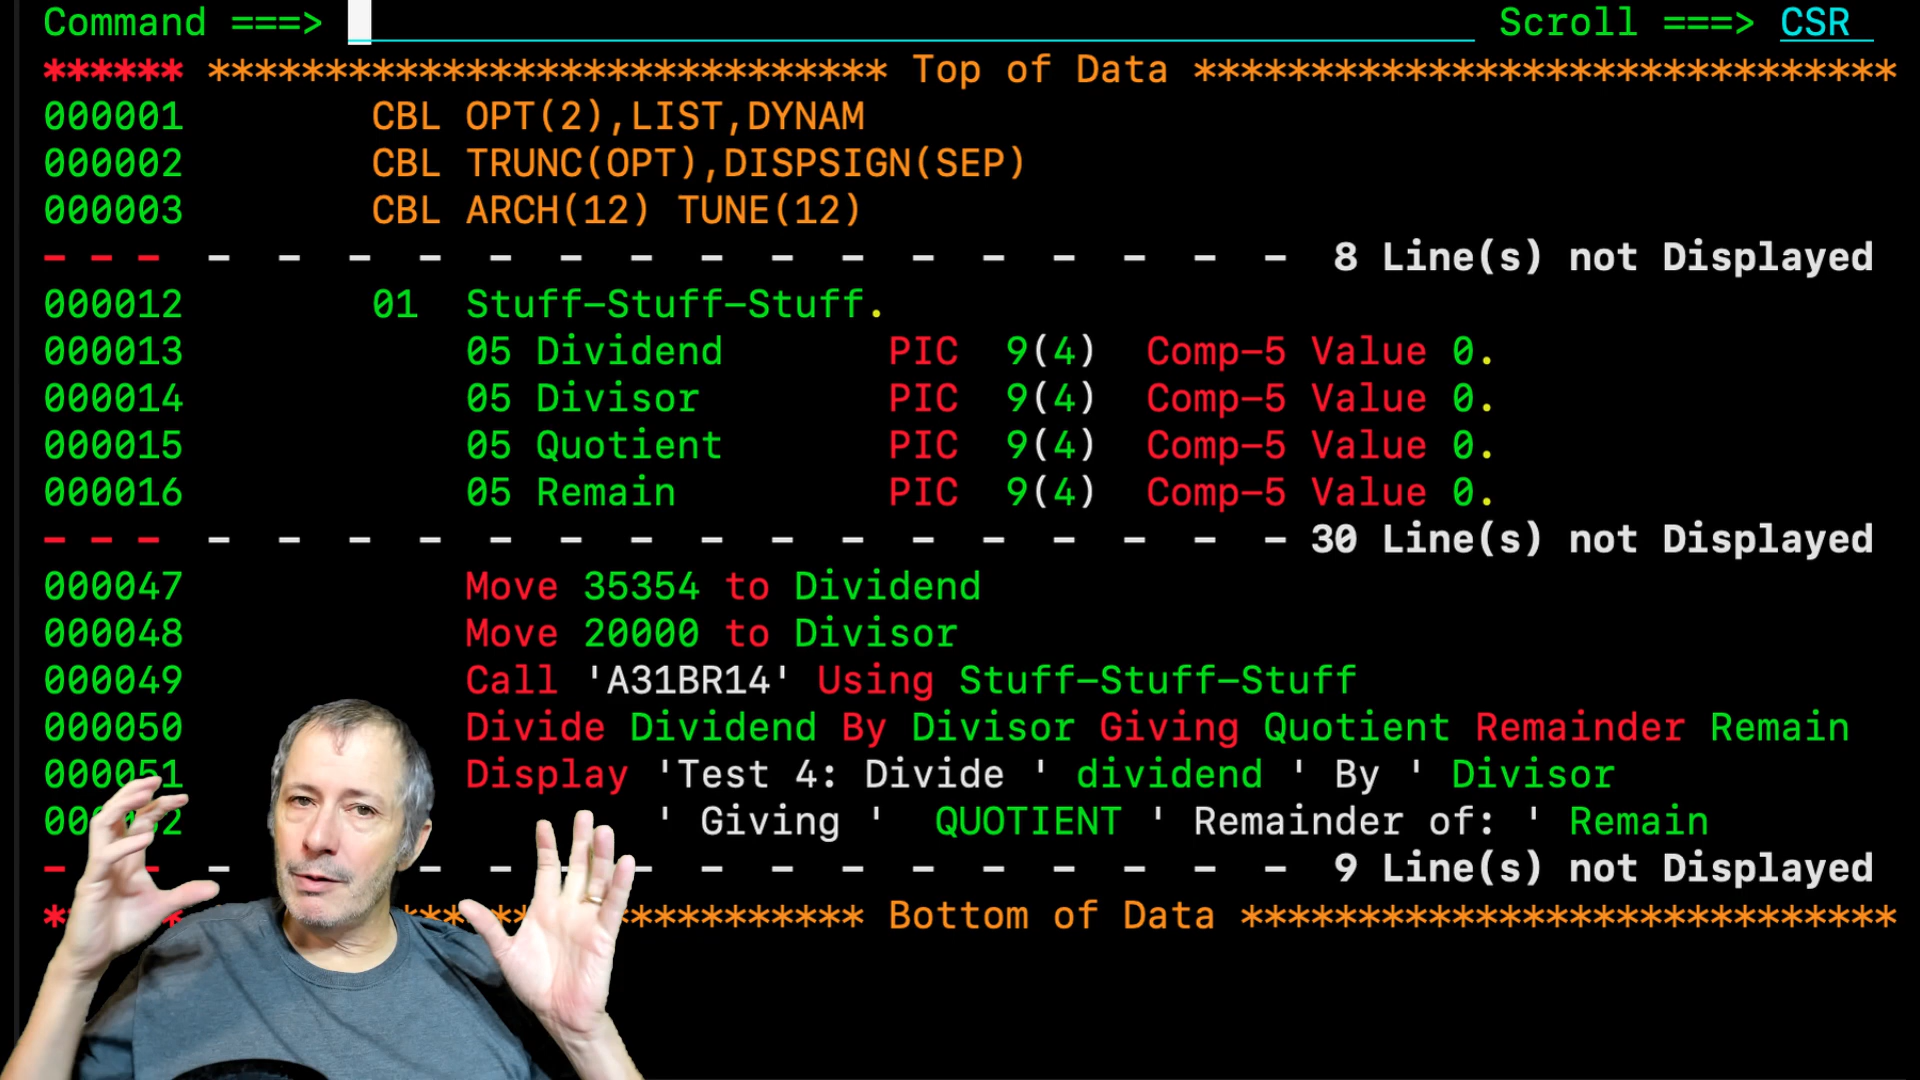 Command ===> Scroll ===> CSR
****** ***************************** Top of Data ******************************
000001 CBL OPT(2),LIST,DYNAM
000002 CBL TRUNC(OPT),DISPSIGN(SEP)
000003 CBL ARCH(12) TUNE(12)
- - - - - - - - - - - - - - - - - - - 8 Line(s) not Displayed
000012 01 Stuff-Stuff-Stuff.
000013 05 Dividend PIC 9(4) Comp-5 Value 0.
000014 05 Divisor PIC 9(4) Comp-5 Value 0.
000015 05 Quotient PIC 9(4) Comp-5 Value 0.
000016 05 Remain PIC 9(4) Comp-5 Value 0.
- - - - - - - - - - - - - - - - - - - 30 Line(s) not Displayed
000047 Move 35354 to Dividend
000048 Move 20000 to Divisor
000049 Call 'A31BR14' Using Stuff-Stuff-Stuff
000050 Divide Dividend By Divisor Giving Quotient Remainder Remain
000051 Display 'Test 4: Divide ' dividend ' By ' Divisor
' Giving ' QUOTIENT ' Remainder of: ' Remain
- - - - - - - - - - - - - - - - 9 Line(s) not Displayed
* ***************** Bottom of Data ****************************